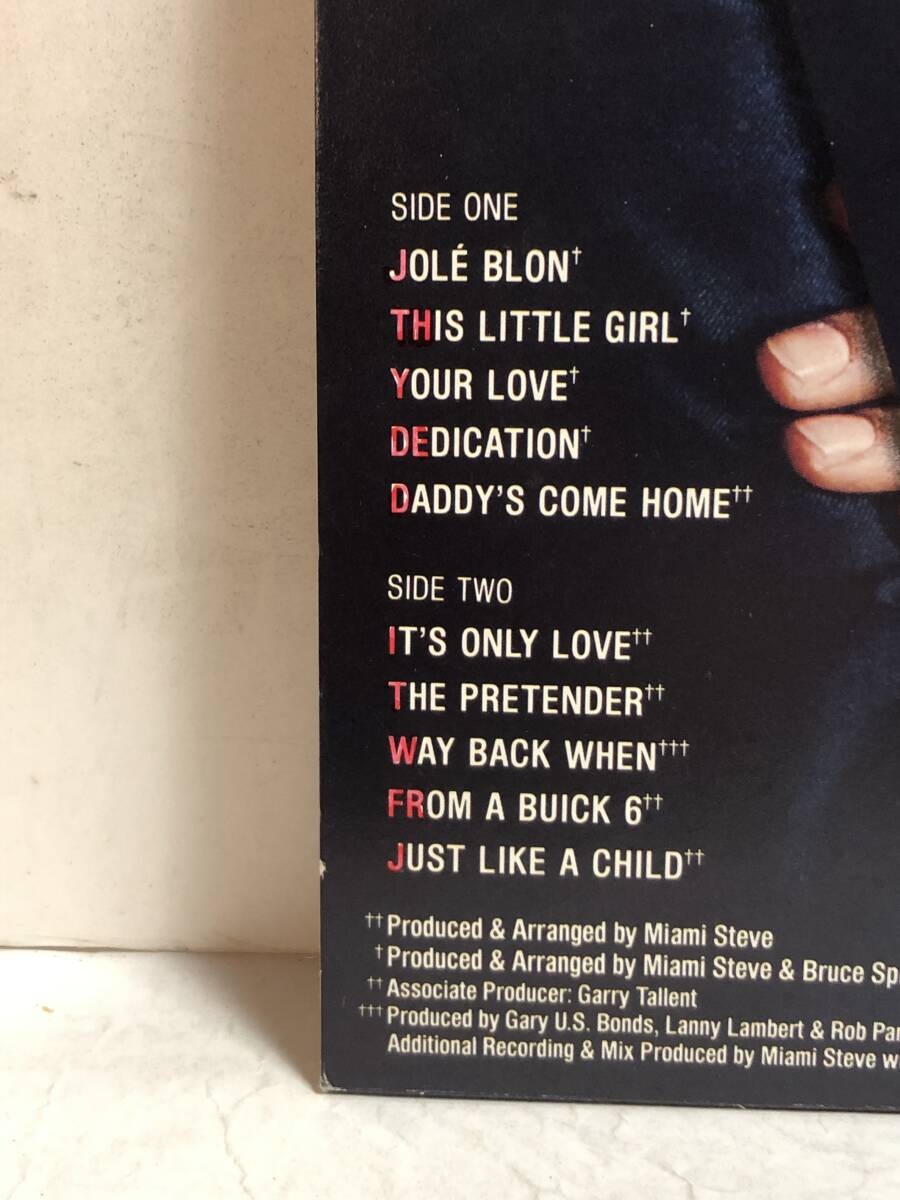 SIDE ONE
JOLÉ BLON†
THIS LITTLE GIRL†
YOUR LOVE†
DEDICATION†
DADDY'S COME HOME††
SIDE TWO
IT'S ONLY LOVE††
THE PRETENDER††
WAY BACK WHEN†††
FROM A BUICK 6††
JUST LIKE A CHILD††
††Produced & Arranged by Miami Steve
†Produced & Arranged by Miami Steve & Bruce Sp
††Associate Producer: Garry Tallent
†††Produced by Gary U.S. Bonds, Lanny Lambert & Rob Par
Additional Recording & Mix Produced by Miami Steve w